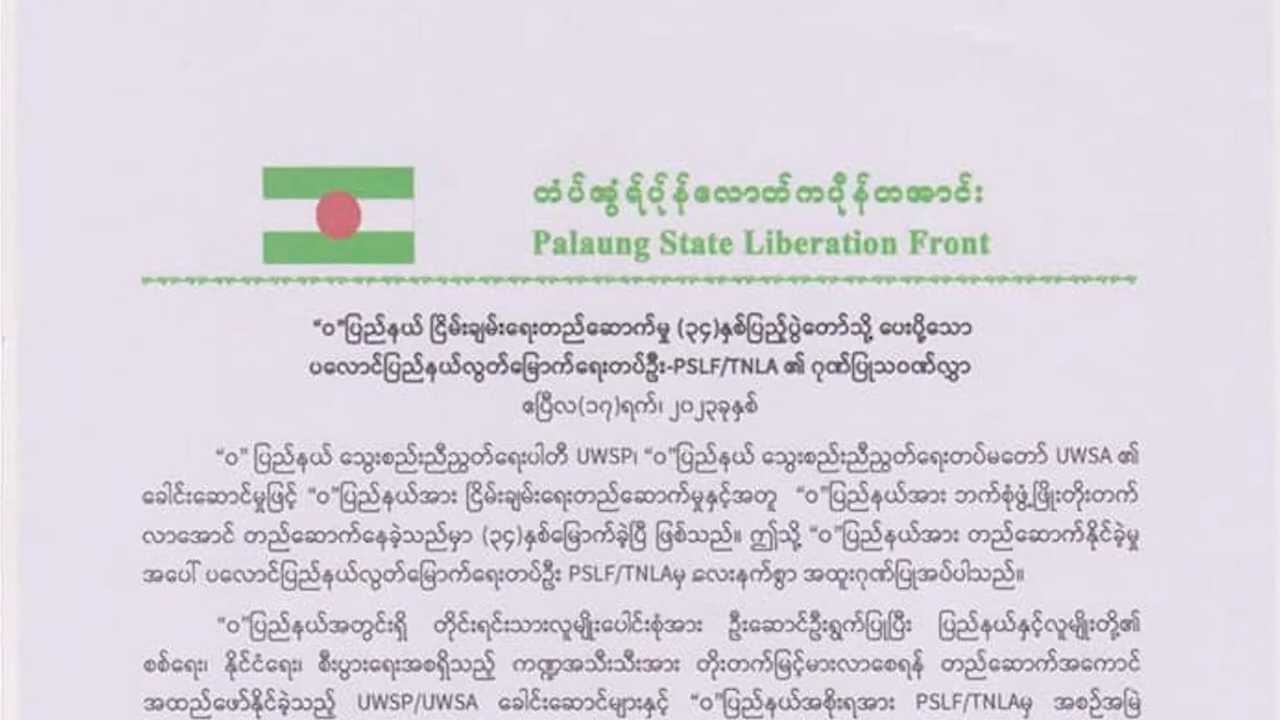 တံပ်ဆွံရ်ပှ်ုန်လောတ်ကပိုန်တအာင်း
Palaung State Liberation Front
“ဝ”ပြည်နယ် ငြိမ်းချမ်းရေးတည်ဆောက်မှု (၃၄)နှစ်ပြည့်ပွဲတော်သို့ ပေးပို့သော
ပလောင်ပြည်နယ်လွတ်မြောက်ရေးတပ်ဦး-PSLF/TNLA ၏ ဂုဏ်ပြုသဝဏ်လွှာ
ဧပြီလ(၁၇)ရက်၊ ၂၀၂၃ခုနှစ်
“ဝ” ပြည်နယ် သွေးစည်းညီညွတ်ရေးပါတီ UWSP၊ “ဝ”ပြည်နယ် သွေးစည်းညီညွတ်ရေးတပ်မတော် UWSA ၏
ခေါင်းဆောင်မှုဖြင့် “ဝ”ပြည်နယ်အား ငြိမ်းချမ်းရေးတည်ဆောက်မှုနှင့်အတူ “ဝ”ပြည်နယ်အား ဘက်စုံဖွံ့ဖြိုးတိုးတက်
လာအောင် တည်ဆောက်နေခဲ့သည်မှာ (၃၄)နှစ်မြောက်ခဲ့ပြီ ဖြစ်သည်။ ဤသို့ “ဝ”ပြည်နယ်အား တည်ဆောက်နိုင်ခဲ့မှု
အပေါ် ပလောင်ပြည်နယ်လွတ်မြောက်ရေးတပ်ဦး PSLF/TNLAမှ လေးနက်စွာ အထူးဂုဏ်ပြုအပ်ပါသည်။
“ဝ”ပြည်နယ်အတွင်းရှိ တိုင်းရင်းသားလူမျိုးပေါင်းစုံအား ဦးဆောင်ဦးရွက်ပြုပြီး ပြည်နယ်နှင့်လူမျိုးတို့၏
စစ်ရေး၊ နိုင်ငံရေး၊ စီးပွားရေးအစရှိသည့် ကဏ္ဍအသီးသီးအား တိုးတက်မြင့်မားလာစေရန် တည်ဆောက်အကောင်
အထည်ဖော်နိုင်ခဲ့သည့် UWSP/UWSA ခေါင်းဆောင်များနှင့် “ဝ”ပြည်နယ်အစိုးရအား PSLF/TNLAမှ အစဉ်အမြဲ